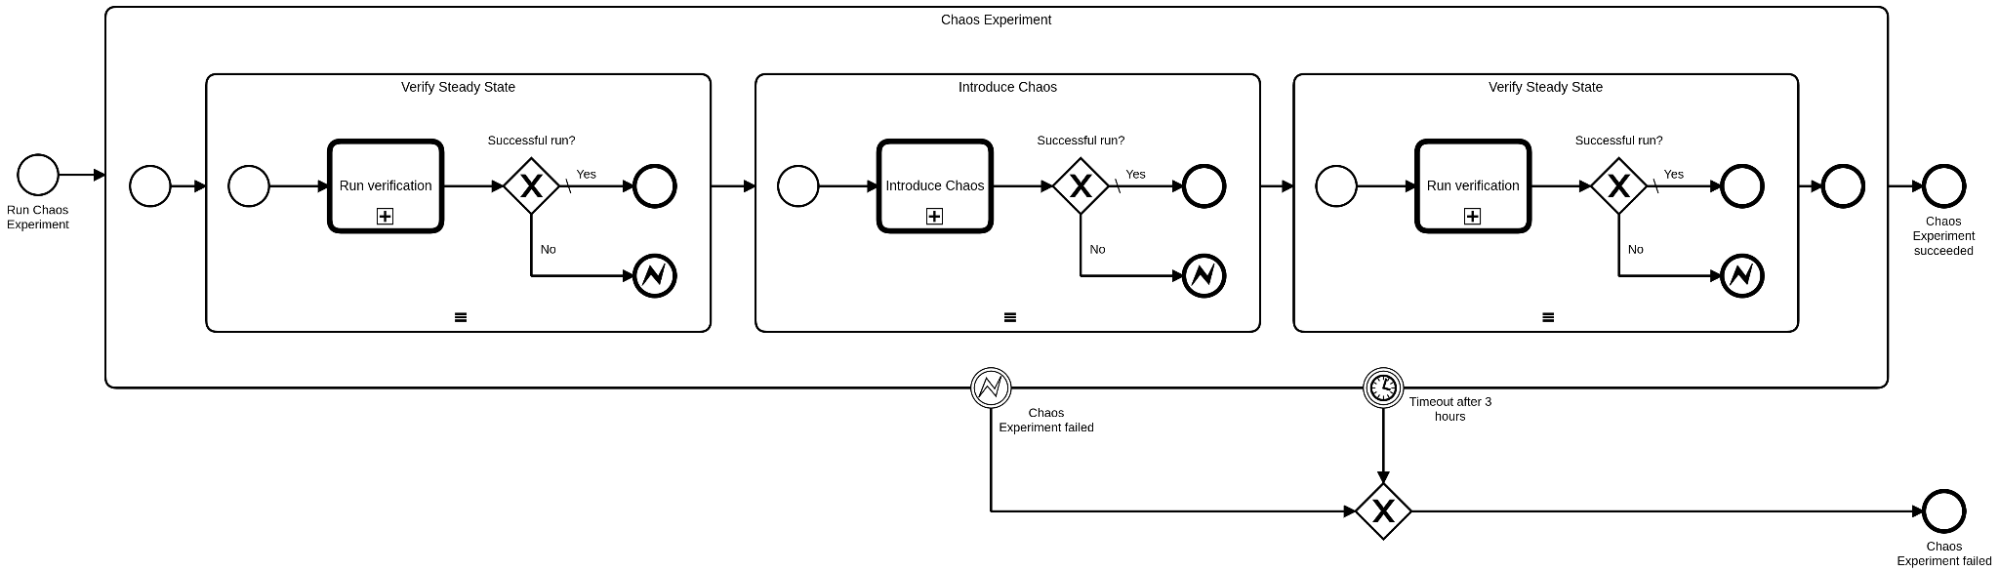 Chaos Experiment
Verify Steady State
Introduce Chaos
Verify Steady State
Successful run?
Successful run?
Successful run?
Run Chaos
Experiment
Run verification
Yes
No
Introduce Chaos
Yes
No
Run verification
Yes
No
Chaos
Experiment
succeeded
Chaos
Experiment failed
Timeout after 3
hours
Chaos
Experiment failed